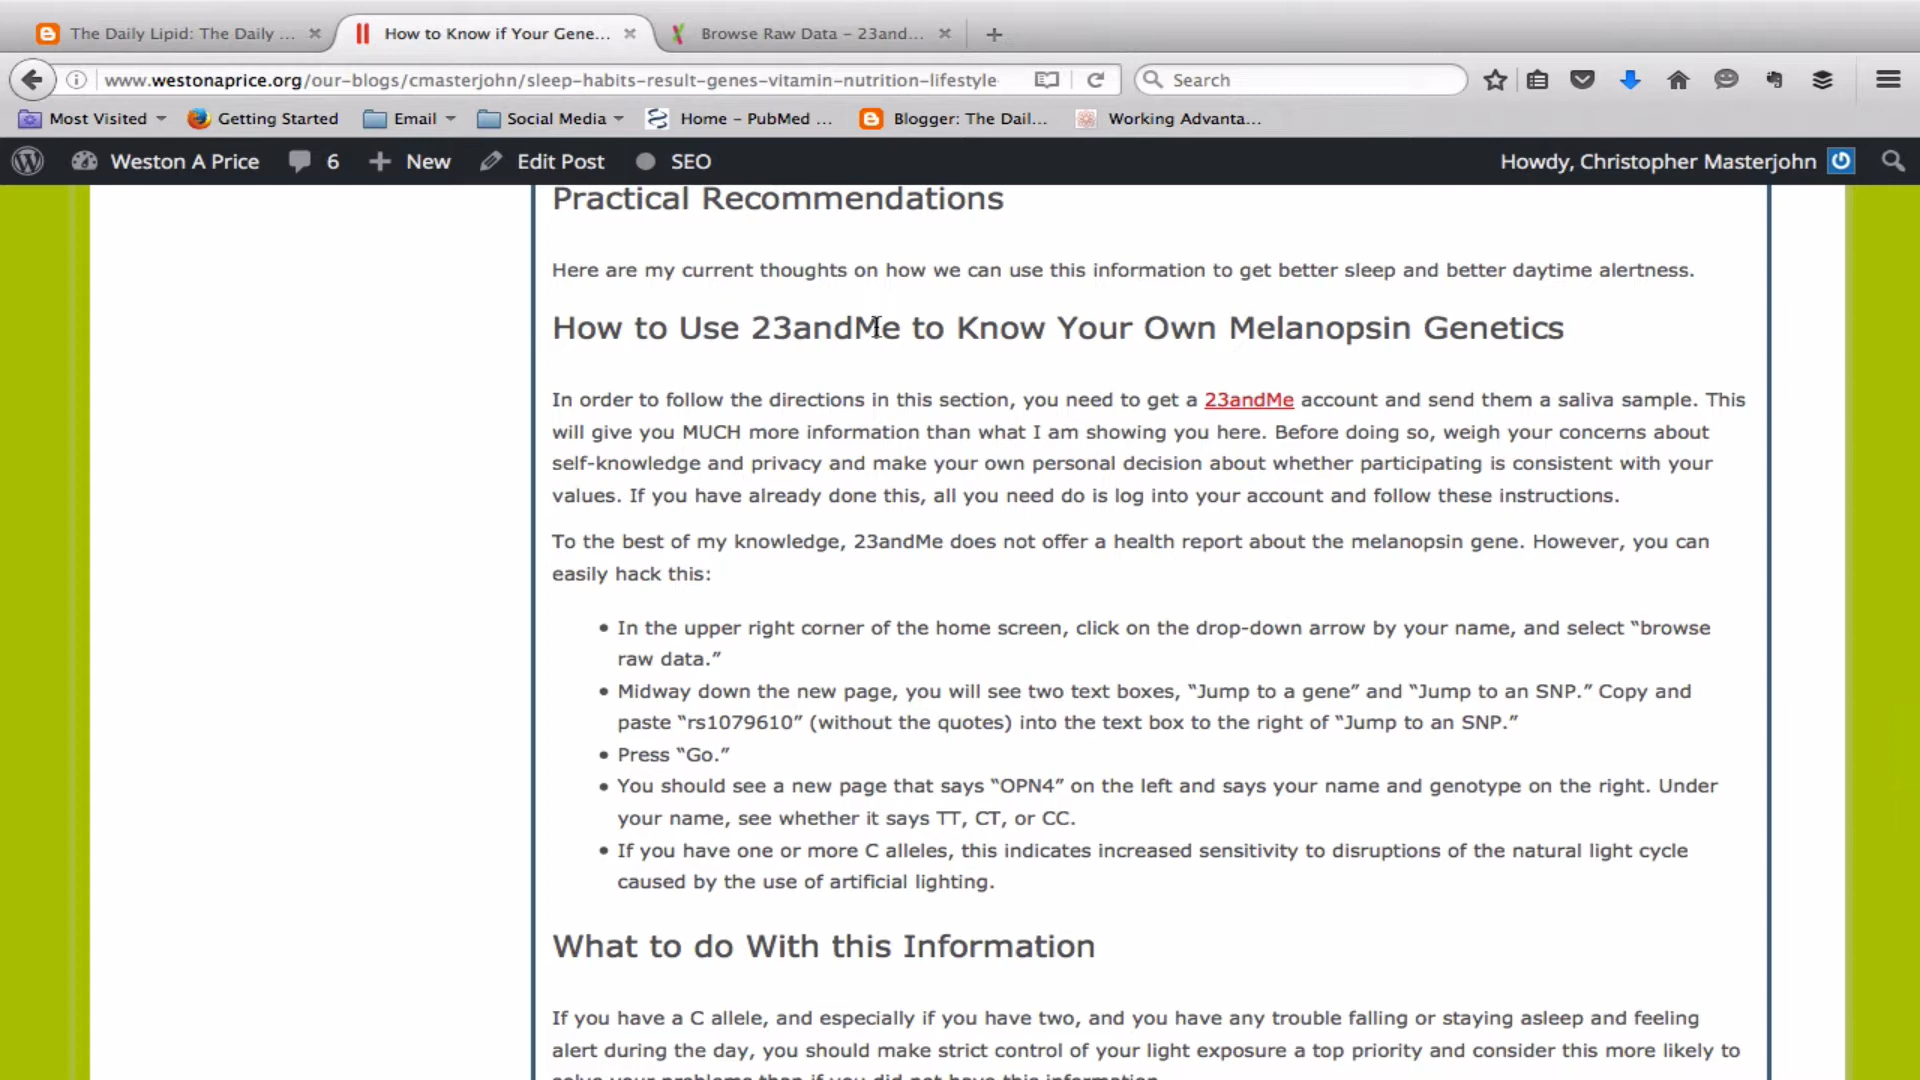 The Daily Lipid: The Daily ...
How to Know if Your Gene...
Browse Raw Data – 23and...
www.westonaprice.org/our-blogs/cmasterjohn/sleep-habits-result-genes-vitamin-nutrition-lifestyle
Search
Most Visited
Getting Started
Email
Social Media
Home – PubMed ...
Blogger: The Dail...
Working Advanta...
Weston A Price
6
New
Edit Post
SEO
Howdy, Christopher Masterjohn
Practical Recommendations
Here are my current thoughts on how we can use this information to get better sleep and better daytime alertness.
How to Use 23andMe to Know Your Own Melanopsin Genetics
In order to follow the directions in this section, you need to get a 23andMe account and send them a saliva sample. This
will give you MUCH more information than what I am showing you here. Before doing so, weigh your concerns about
self-knowledge and privacy and make your own personal decision about whether participating is consistent with your
values. If you have already done this, all you need do is log into your account and follow these instructions.
To the best of my knowledge, 23andMe does not offer a health report about the melanopsin gene. However, you can
easily hack this:
• In the upper right corner of the home screen, click on the drop-down arrow by your name, and select “browse
raw data.”
• Midway down the new page, you will see two text boxes, “Jump to a gene” and “Jump to an SNP.” Copy and
paste “rs1079610” (without the quotes) into the text box to the right of “Jump to an SNP.”
• Press “Go.”
• You should see a new page that says “OPN4” on the left and says your name and genotype on the right. Under
your name, see whether it says TT, CT, or CC.
• If you have one or more C alleles, this indicates increased sensitivity to disruptions of the natural light cycle
caused by the use of artificial lighting.
What to do With this Information
If you have a C allele, and especially if you have two, and you have any trouble falling or staying asleep and feeling
alert during the day, you should make strict control of your light exposure a top priority and consider this more likely to
solve your problems than if you did not have this information.